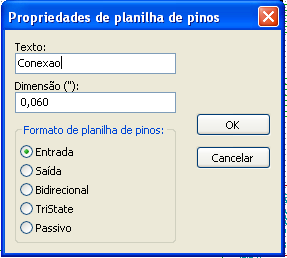 Propriedades de planilha de pinos
Texto:
Conexao
Dimensão ("):
0,060
Formato de planilha de pinos:
Entrada
Saída
Bidirecional
TriState
Passivo
OK
Cancelar